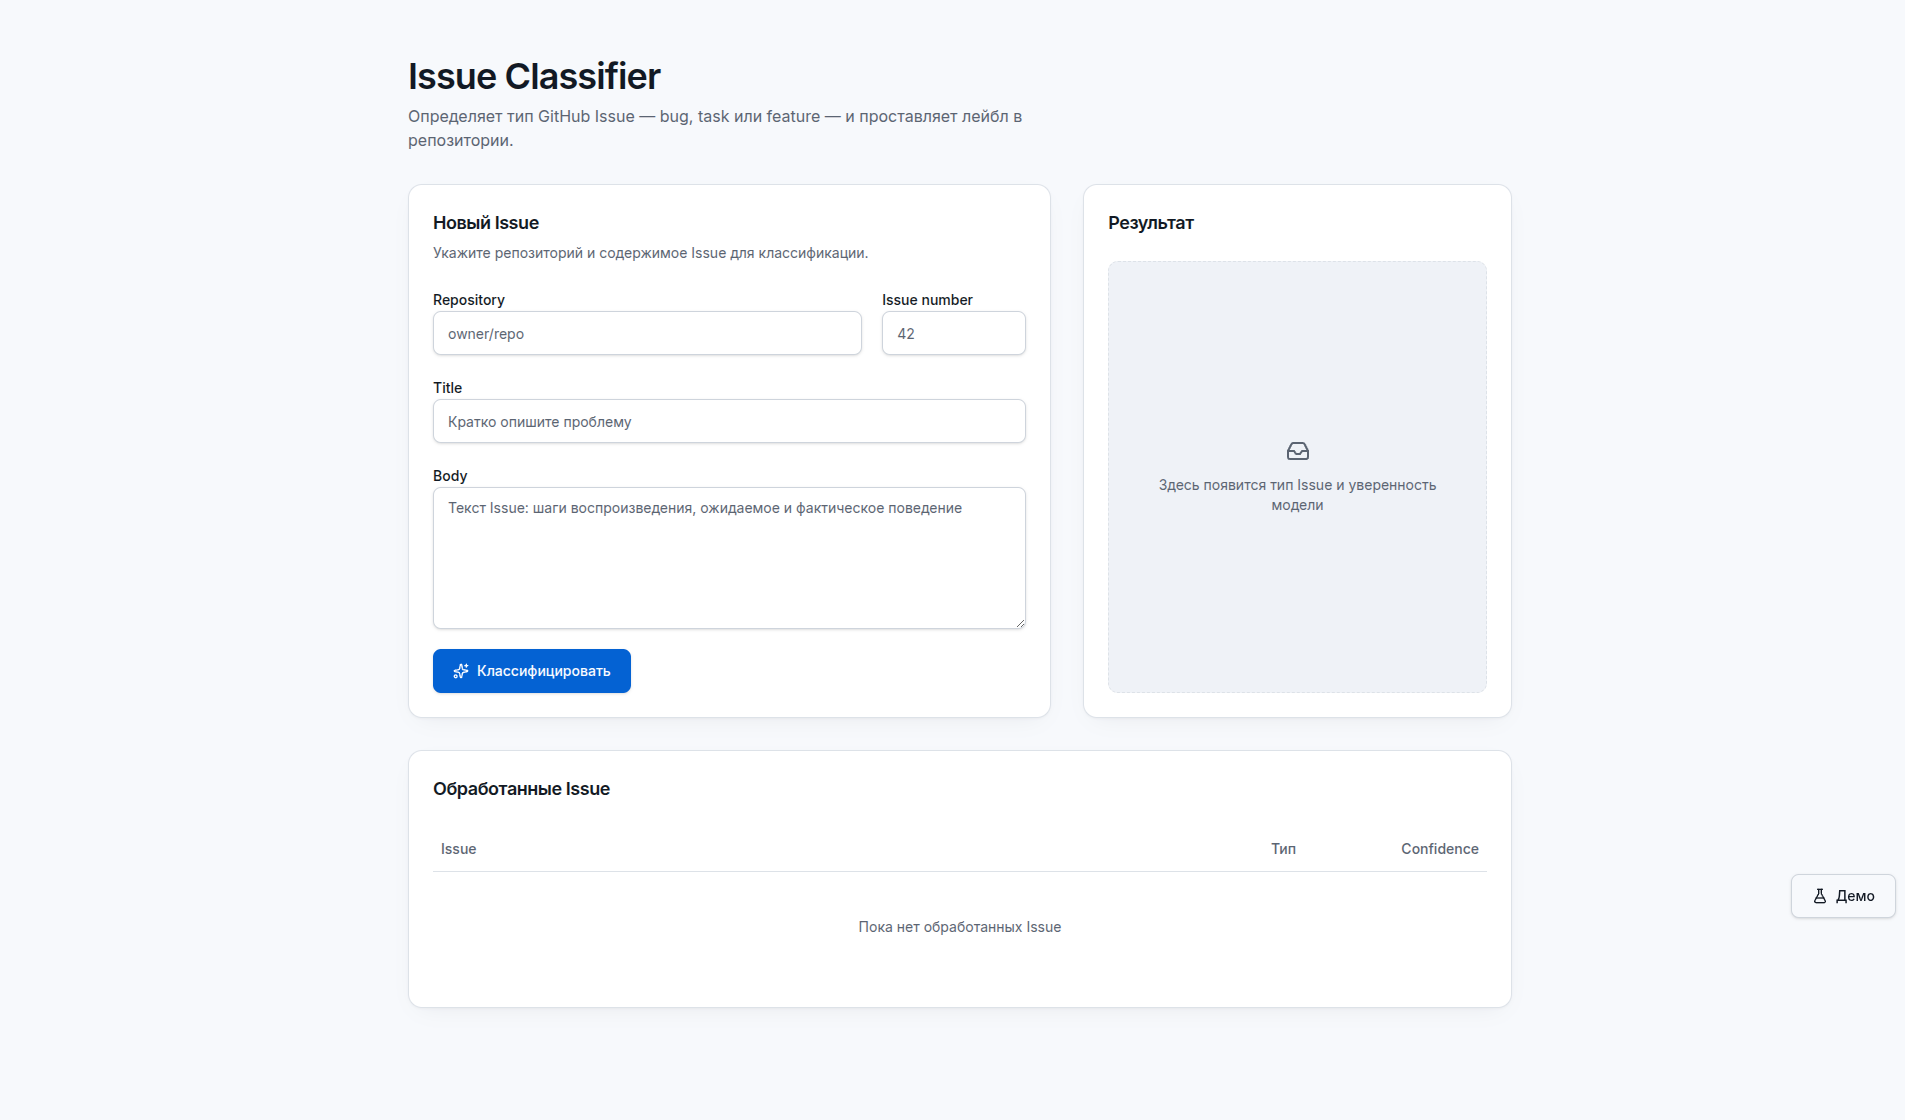 Issue Classifier
Определяет тип GitHub Issue — bug, task или feature — и проставляет лейбл в
репозитории.
Новый Issue
Укажите репозиторий и содержимое Issue для классификации.
Repository
Issue number
owner/repo
42
Title
Кратко опишите проблему
Body
Текст Issue: шаги воспроизведения, ожидаемое и фактическое поведение
Классифицировать
Результат
Здесь появится тип Issue и уверенность
модели
Обработанные Issue
Issue
Тип
Confidence
Пока нет обработанных Issue
Демо